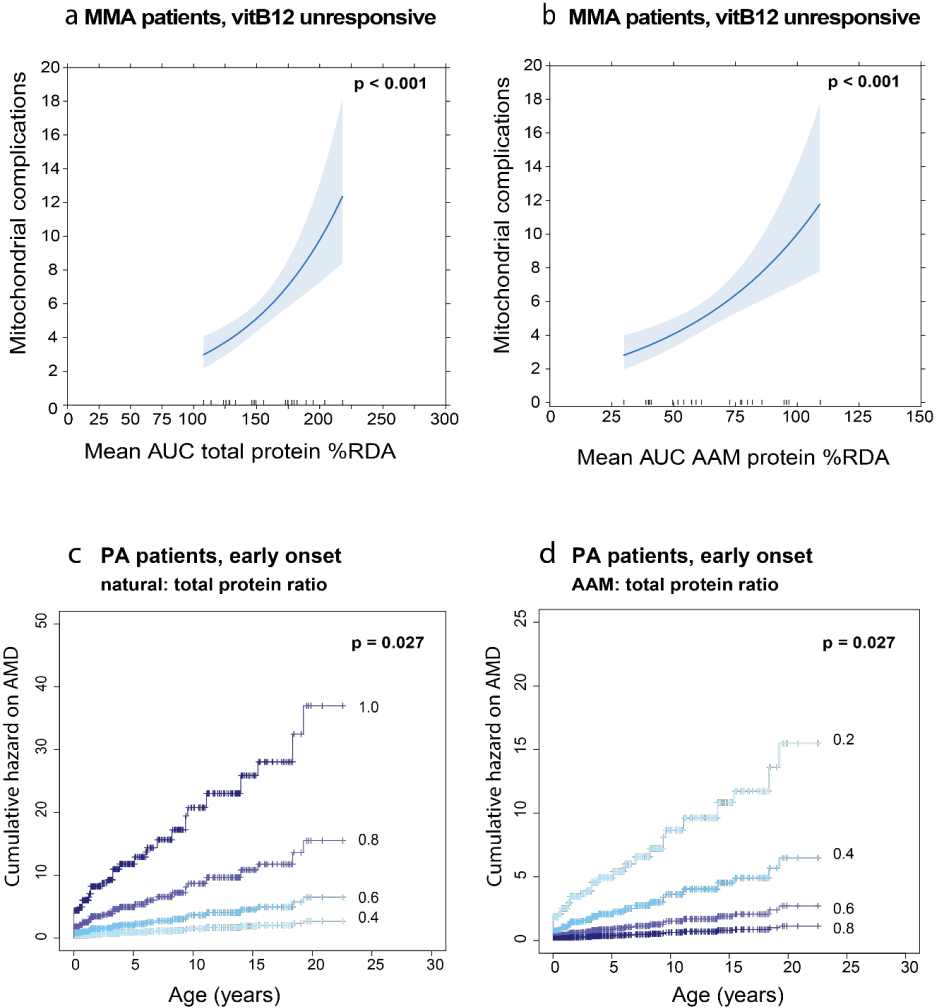 a MMA patients, vitB12 unresponsive
p < 0.001
Mitochondrial complications
20
18
16
14
12
10
8
6
4
2
0
0 25 50 75 100 125 150 175 200 225 250 300
Mean AUC total protein %RDA
b MMA patients, vitB12 unresponsive
p < 0.001
Mitochondrial complications
20
18
16
14
12
10
8
6
4
2
0
0 25 50 75 100 125 150
Mean AUC AAM protein %RDA
c PA patients, early onset
natural: total protein ratio
p = 0.027
Cumulative hazard on AMD
50
40
30
20
10
0
1.0
0.8
0.6
0.4
0 5 10 15 20 25 30
Age (years)
d PA patients, early onset
AAM: total protein ratio
p = 0.027
Cumulative hazard on AMD
25
20
15
10
5
0
0.2
0.4
0.6
0.8
0 5 10 15 20 25 30
Age (years)